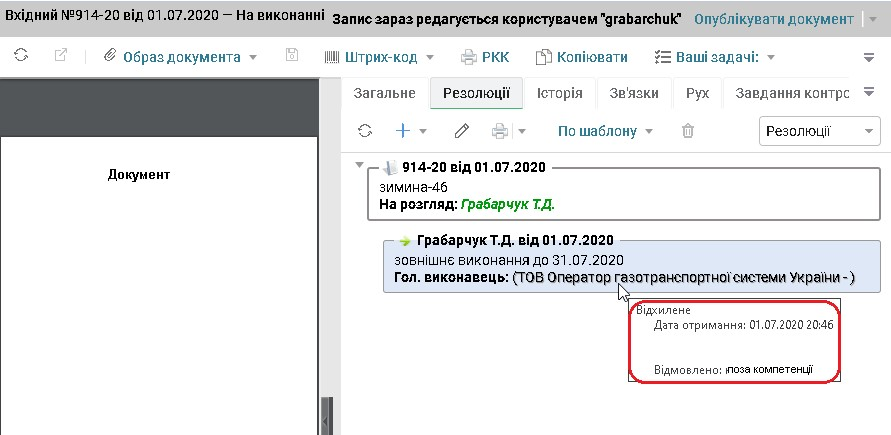 Вхідний №914-20 від 01.07.2020 — На виконанні Запис зараз редагується користувачем "grabarchuk" Опублікувати документ
Образ документа Штрих-код РКК Копіювати Ваші задачі:
Загальне Резолюції Історія Зв'язки Рух Завдання контрс
По шаблону Резолюції
Документ
914-20 від 01.07.2020
зимина-46
На розгляд: Грабарчук Т.Д.
Грабарчук Т.Д. від 01.07.2020
зовнішнє виконання до 31.07.2020
Гол. виконавець: (ТОВ Оператор газотранспортної системи України - )
Відхилене
Дата отримання: 01.07.2020 20:46
Відмовлено: поза компетенції